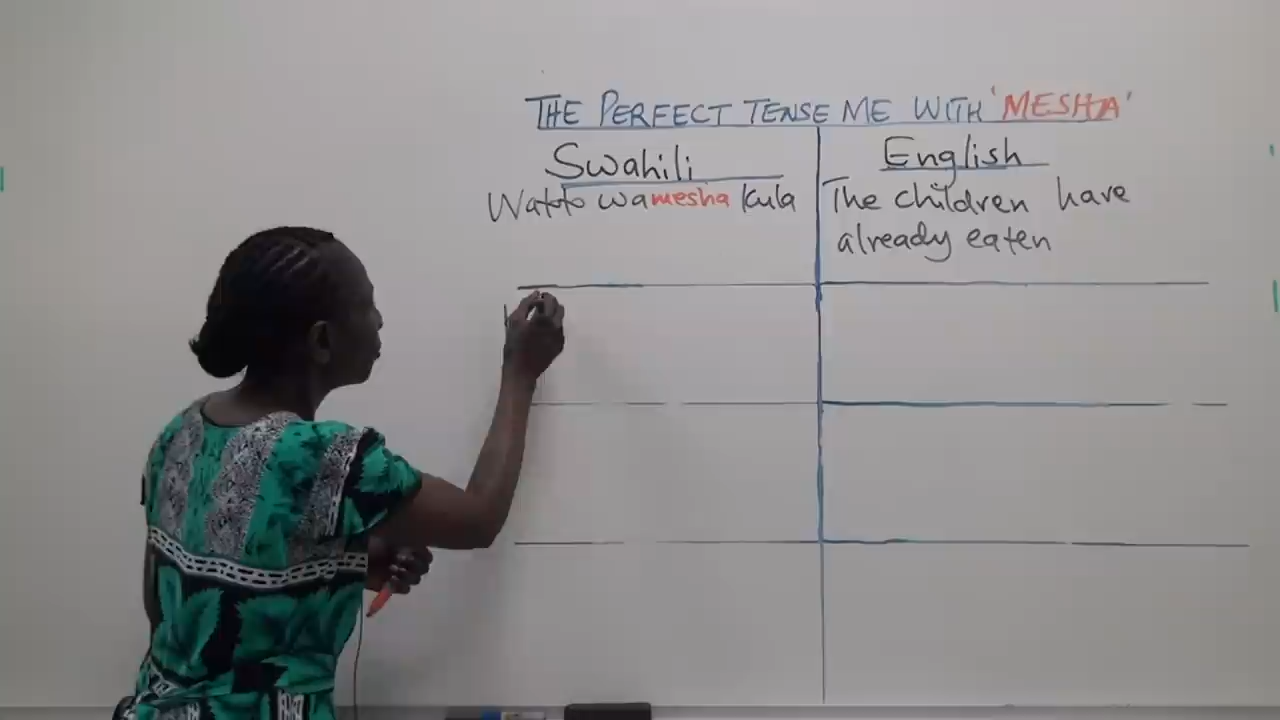 THE PERFECT TENSE ME WITH 'MESHA'
Swahili
English
Watoto wamesha kula
The children have
already eaten